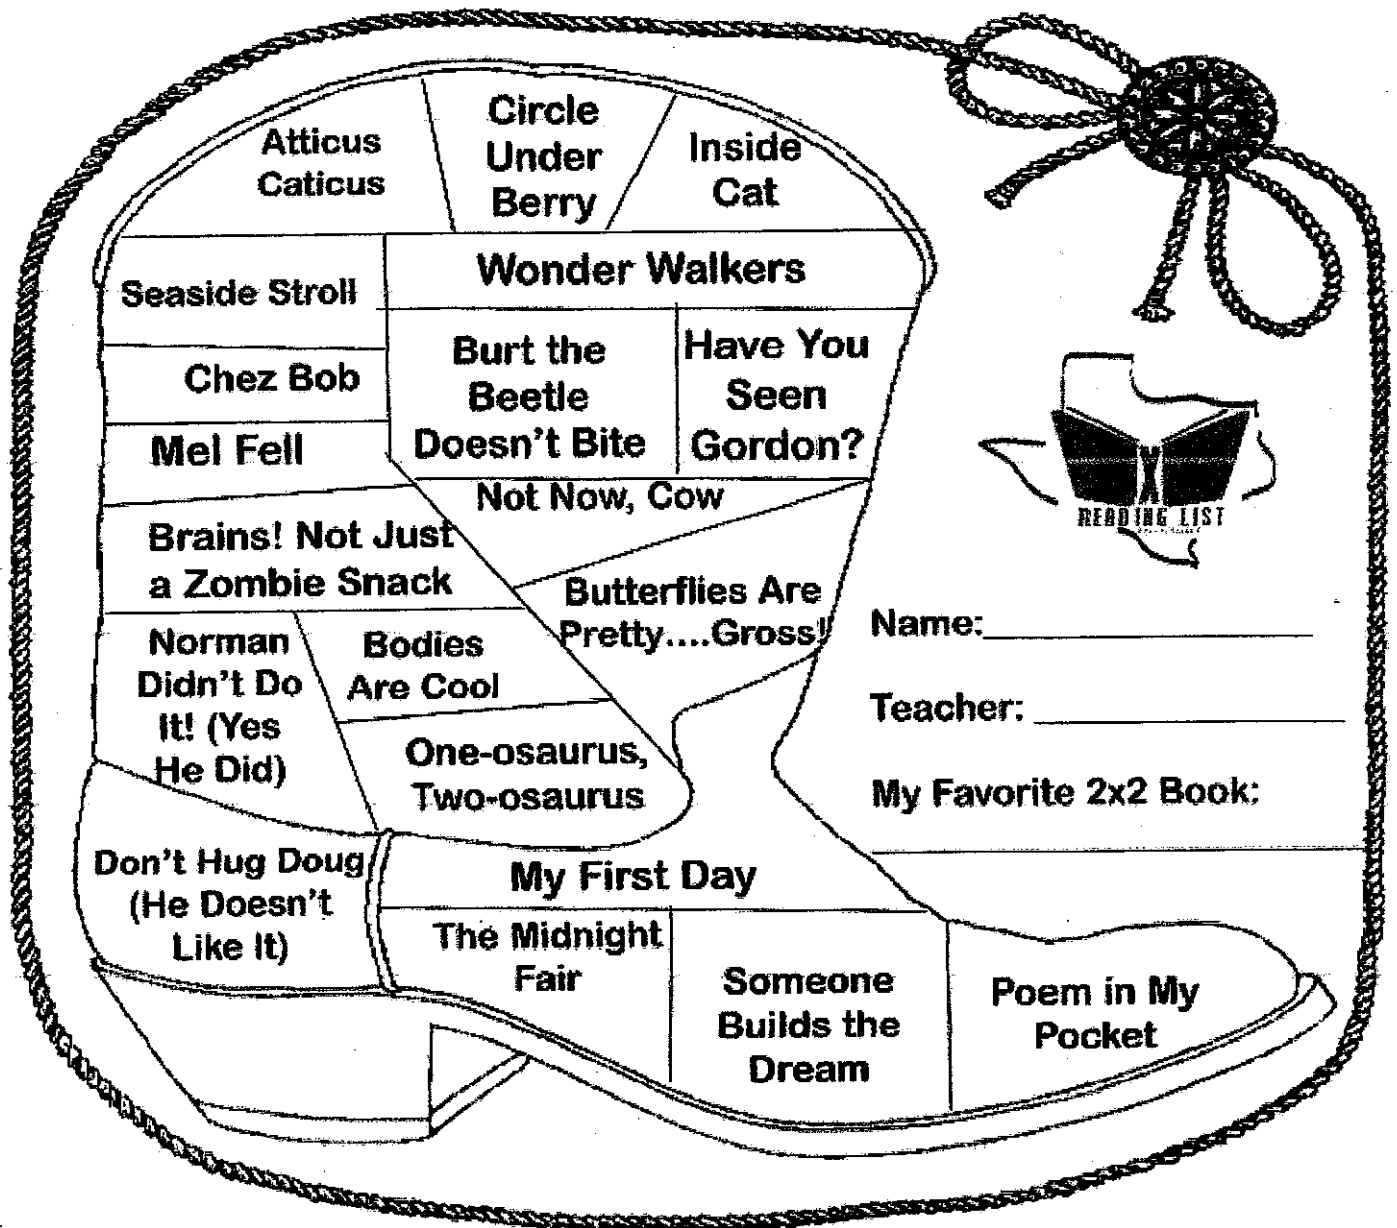 Atticus
Caticus
Circle
Under
Berry
Inside
Cat
Seaside Stroll
Wonder Walkers
Chez Bob
Burt the
Beetle
Doesn't Bite
Have You
Seen
Gordon?
Mel Fell
Not Now, Cow
Brains! Not Just
a Zombie Snack
Butterflies Are
Pretty....Gross!
Norman
Didn't Do
It! (Yes
He Did)
Bodies
Are Cool
One-osaurus,
Two-osaurus
Don't Hug Doug
(He Doesn't
Like It)
My First Day
The Midnight
Fair
Someone
Builds the
Dream
Poem in My
Pocket
READING LIST
Name:
Teacher:
My Favorite 2x2 Book: